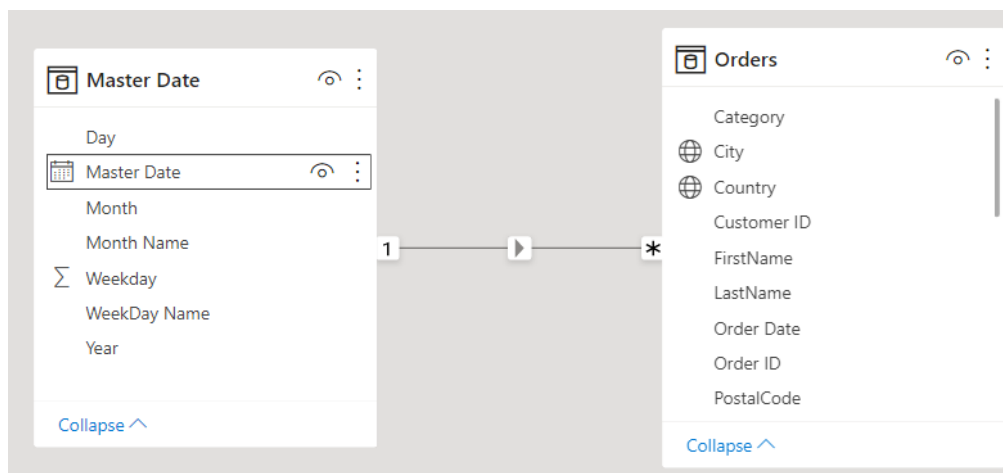 Master Date
Day
Master Date
Month
Month Name
Weekday
WeekDay Name
Year
Collapse
1
*
Orders
Category
City
Country
Customer ID
FirstName
LastName
Order Date
Order ID
PostalCode
Collapse